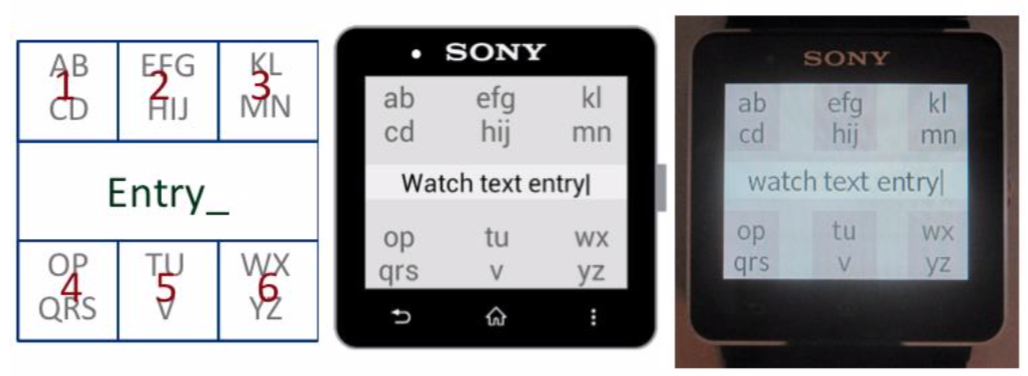 AB EFG KL
1 2 3
CD HIJ MN
Entry_
OP TU WX
4 5 6
QRS V YZ
SONY
ab efg kl
cd hij mn
Watch text entry
op tu wx
qrs v yz
SONY
ab efg kl
cd hij mn
watch text entry
op tu wx
qrs v yz